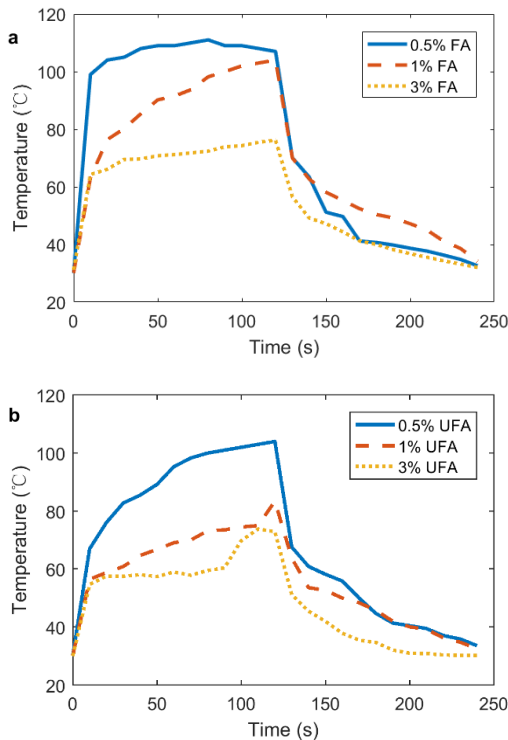 a
120
100
80
60
40
20
Temperature (℃)
0.5% FA
1% FA
3% FA
0 50 100 150 200 250
Time (s)
b
120
100
80
60
40
20
Temperature (℃)
0.5% UFA
1% UFA
3% UFA
0 50 100 150 200 250
Time (s)